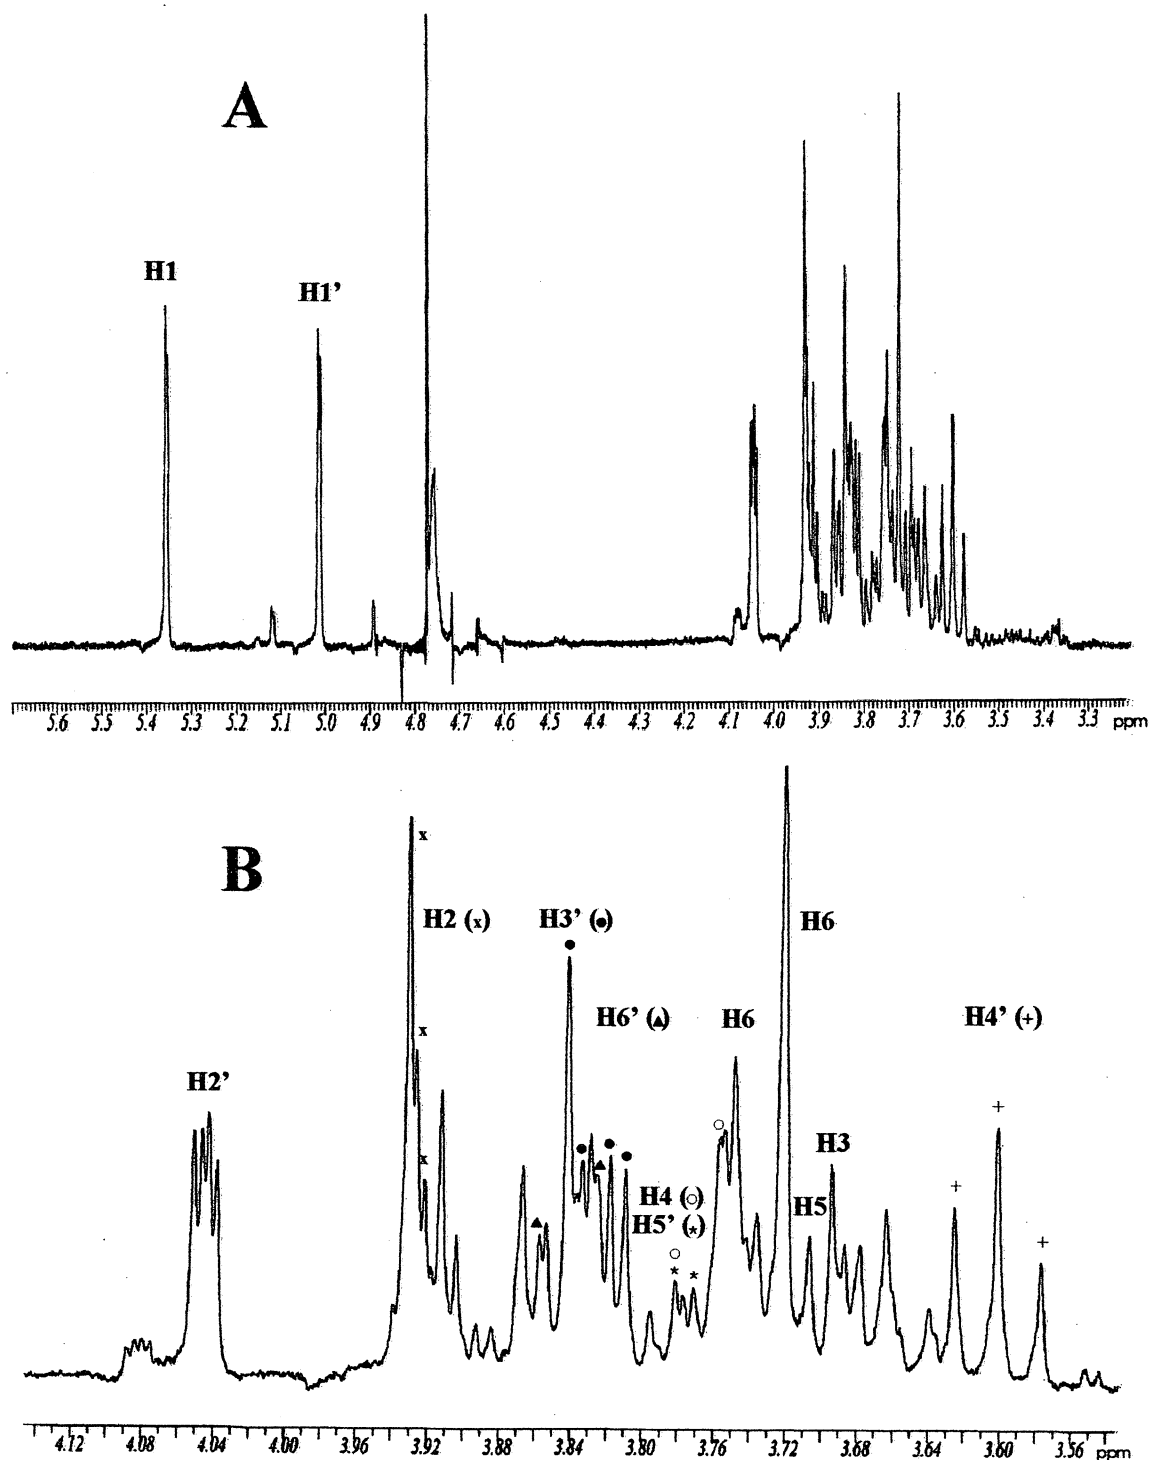 A
H1
H1’
5.6 5.5 5.4 5.3 5.2 5.1 5.0 4.9 4.8 4.7 4.6 4.5 4.4 4.3 4.2 4.1 4.0 3.9 3.8 3.7 3.6 3.5 3.4 3.3 ppm
B
H2’
H2 (x)
x
x
x
H3’ (●)
H6’ (▲)
H6
H6
H4’ (+)
H4 (○)
H5’ (*)
○
* *
○
H3
H5
+ + +
4.12 4.08 4.04 4.00 3.96 3.92 3.88 3.84 3.80 3.76 3.72 3.68 3.64 3.60 3.56 ppm